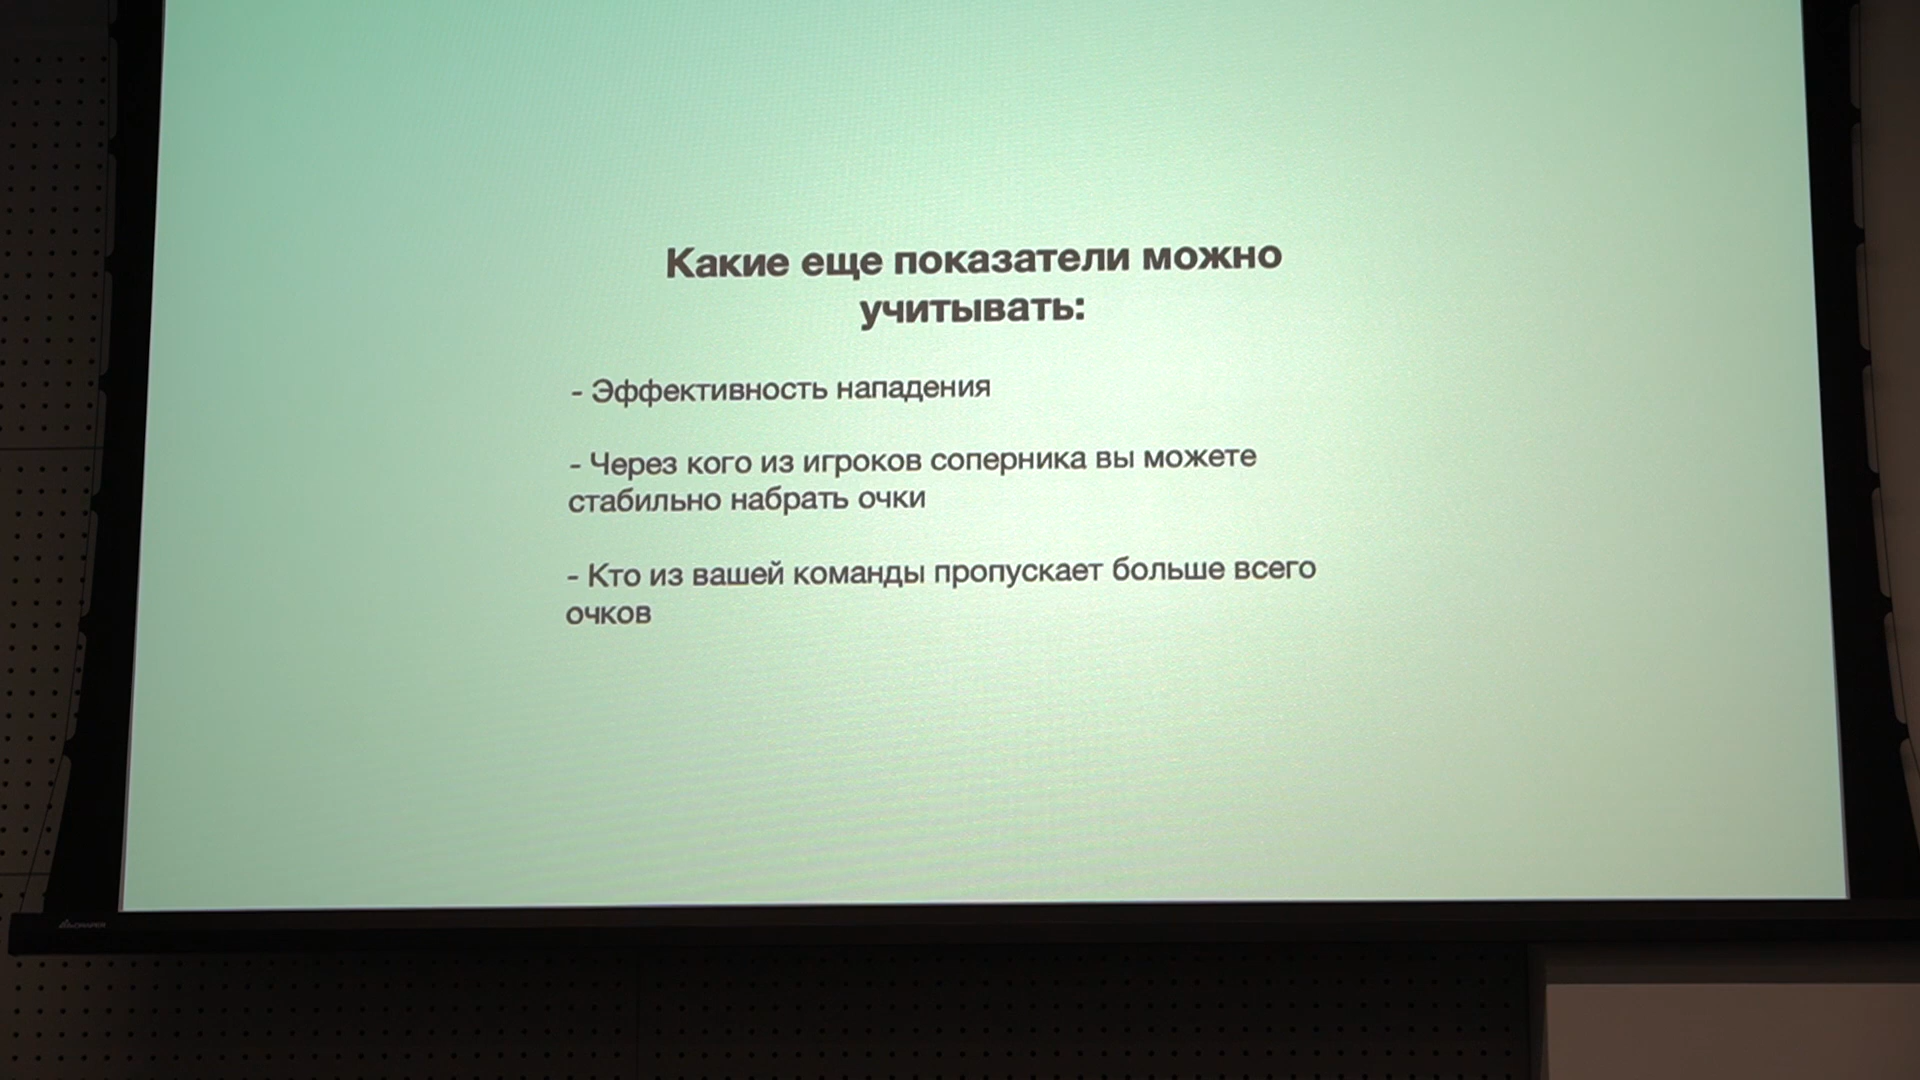 Какие еще показатели можно
учитывать:
- Эффективность нападения
- Через кого из игроков соперника вы можете
стабильно набрать очки
- Кто из вашей команды пропускает больше всего
очков
DRAPER